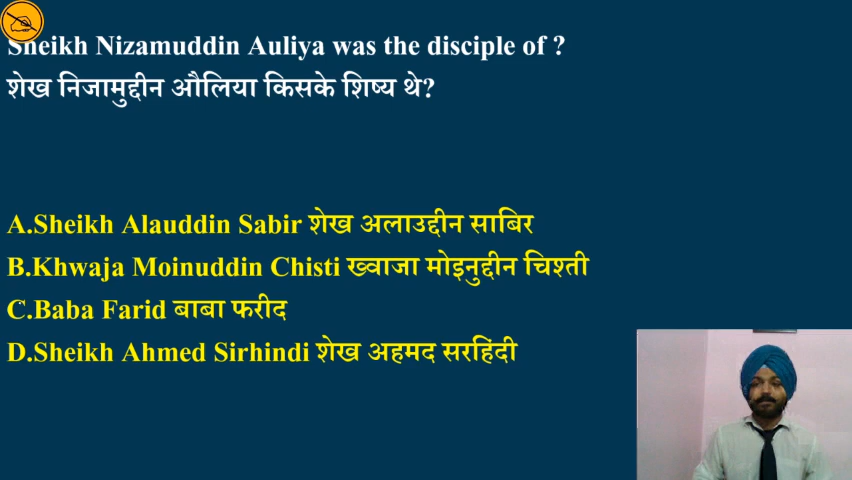 Sheikh Nizamuddin Auliya was the disciple of ?
शेख निजामुद्दीन औलिया किसके शिष्य थे?
A.Sheikh Alauddin Sabir शेख अलाउद्दीन साबिर
B.Khwaja Moinuddin Chisti ख्वाजा मोइनुद्दीन चिश्ती
C.Baba Farid बाबा फरीद
D.Sheikh Ahmed Sirhindi शेख अहमद सरहिंदी